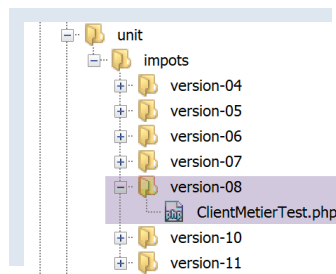 unit
impots
version-04
version-05
version-06
version-07
version-08
php ClientMetierTest.php
version-10
version-11